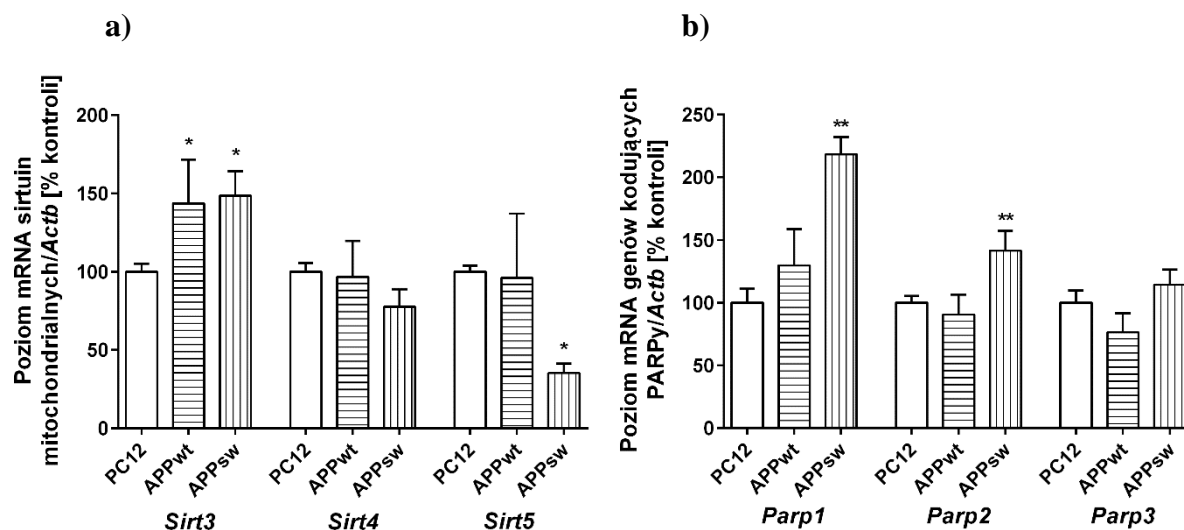 a)
Poziom mRNA sirtuin
mitochondrialnych/Actb [% kontroli]
200
150
100
50
0
*
*
*
PC12
APPwt
APPsw
PC12
APPwt
APPsw
PC12
APPwt
APPsw
Sirt3
Sirt4
Sirt5
b)
Poziom mRNA genów kodujących
PARPy/Actb [% kontroli]
250
200
150
100
50
0
**
**
PC12
APPwt
APPsw
PC12
APPwt
APPsw
PC12
APPwt
APPsw
Parp1
Parp2
Parp3